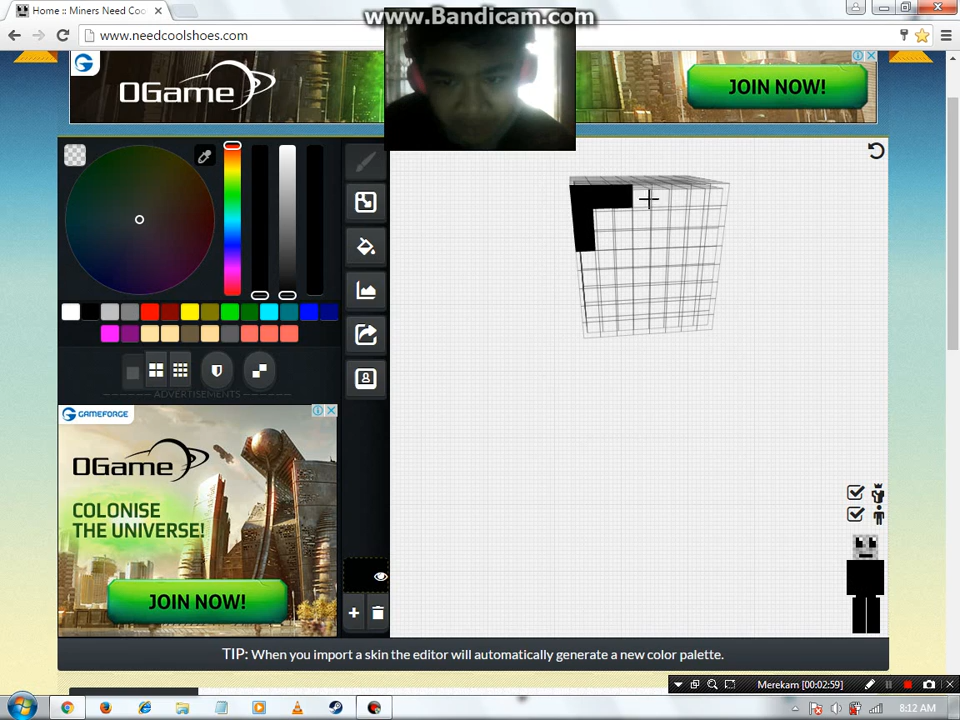 www.Bandicam.com
Home :: Miners Need Coo
www.needcoolshoes.com
OGame
JOIN NOW!
ADVERTISEMENTS
GAMEFORGE
OGame
COLONISE
THE UNIVERSE!
JOIN NOW!
TIP: When you import a skin the editor will automatically generate a new color palette.
Merekam [00:02:59]
8:12 AM